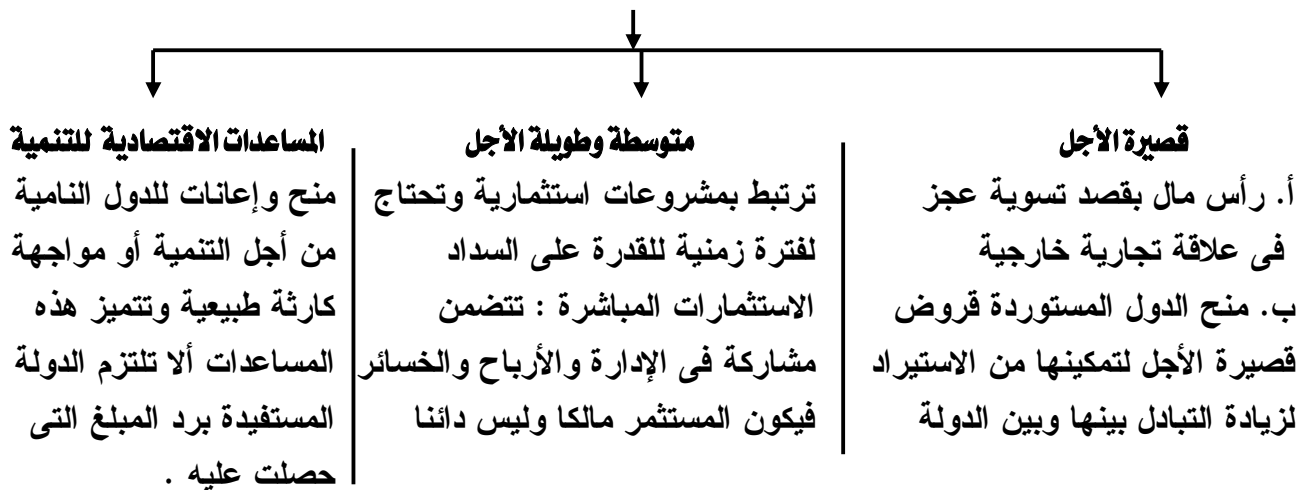 قصيرة الأجل
أ. رأس مال بقصد تسوية عجز
فى علاقة تجارية خارجية
ب. منح الدول المستوردة قروض
قصيرة الأجل لتمكينها من الاستيراد
لزيادة التبادل بينها وبين الدولة
متوسطة وطويلة الأجل
ترتبط بمشروعات استثمارية وتحتاج
لفترة زمنية للقدرة على السداد
الاستثمارات المباشرة : تتضمن
مشاركة فى الإدارة والأرباح والخسائر
فيكون المستثمر مالكا وليس دائنا
المساعدات الاقتصادية للتنمية
منح وإعانات للدول النامية
من أجل التنمية أو مواجهة
كارثة طبيعية وتتميز هذه
المساعدات ألا تلتزم الدولة
المستفيدة برد المبلغ التى
حصلت عليه .